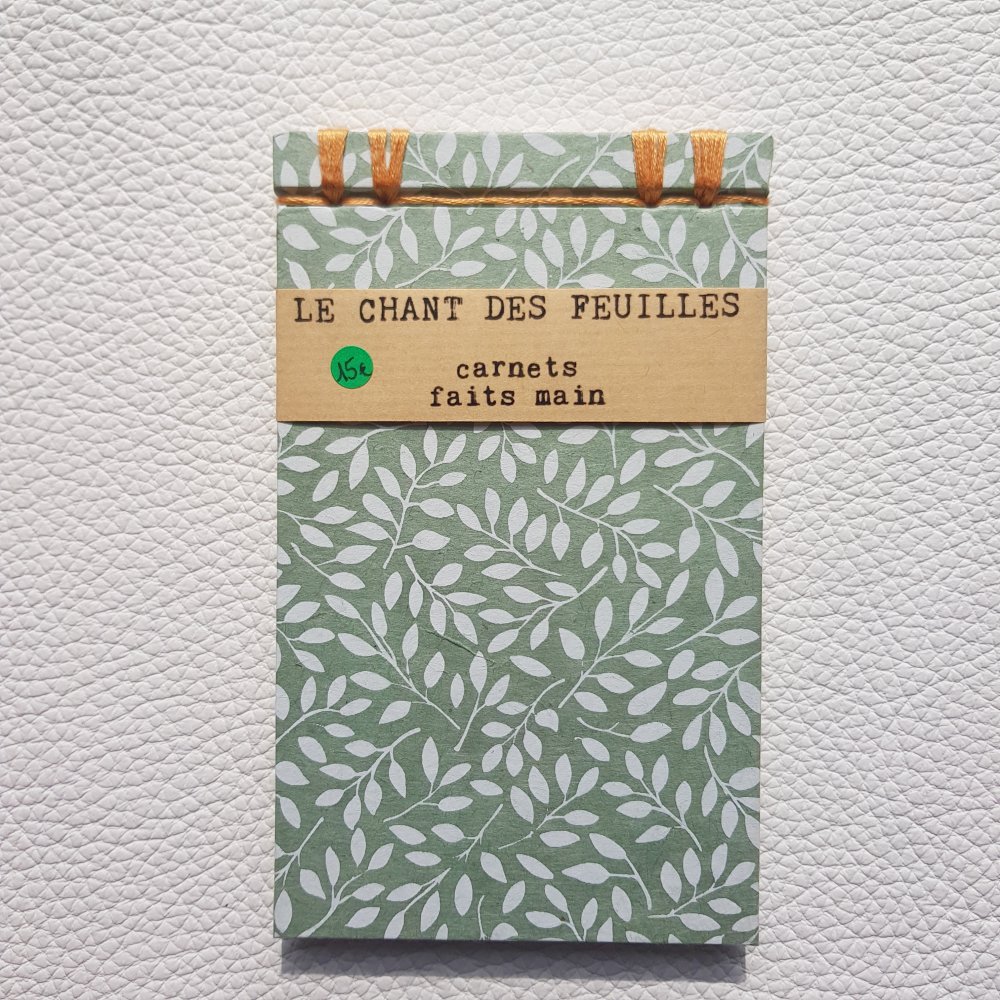 LE CHANT DES FEUILLES
15€
carnets
faits main